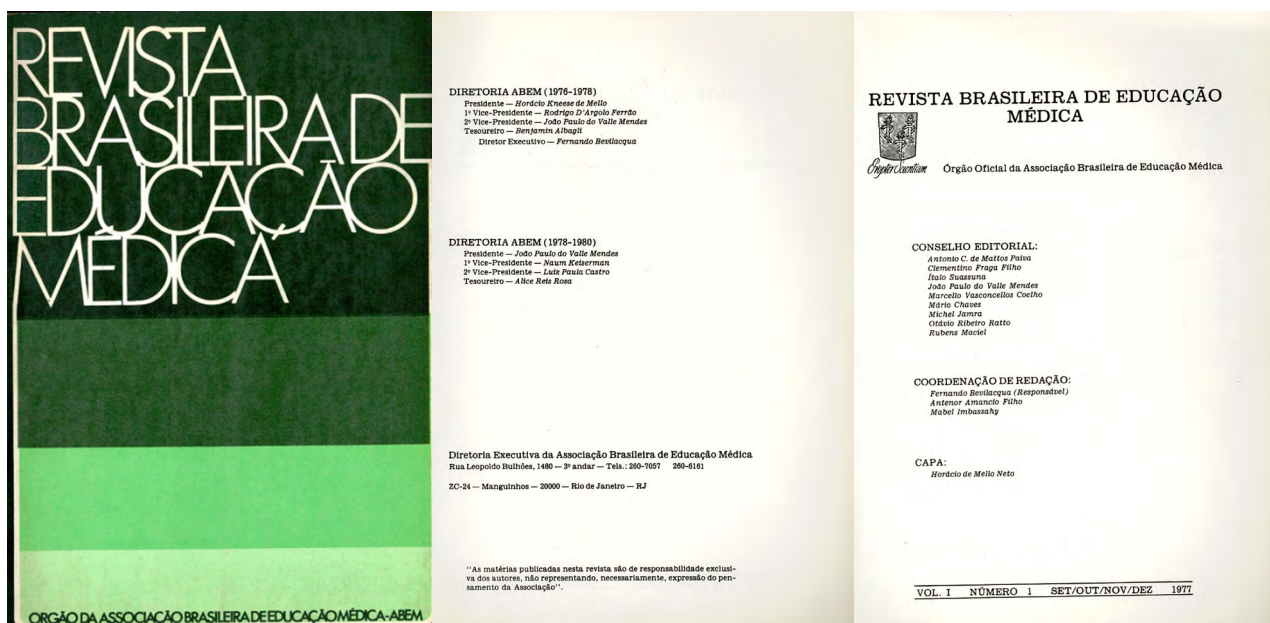 REVISTA
BRASILEIRA DE
EDUCAÇÃO
MÉDICA
ORGÃO DA ASSOCIAÇÃO BRASILEIRA DE EDUCAÇÃO MÉDICA-ABEM
DIRETORIA ABEM (1976-1978)
Presidente — Horácio Kneese de Mello
1º Vice-Presidente — Rodrigo D'Argolo Ferrão
2º Vice-Presidente — João Paulo do Valle Mendes
Tesoureiro — Benjamin Albagli
Diretor Executivo — Fernando Bevilacqua
DIRETORIA ABEM (1978-1980)
Presidente — João Paulo do Valle Mendes
1º Vice-Presidente — Naum Keiserman
2º Vice-Presidente — Luiz Paula Castro
Tesoureiro — Alice Reis Rosa
Diretoria Executiva da Associação Brasileira de Educação Médica
Rua Leopoldo Bulhões, 1480 — 3º andar — Tels.: 260-7057 260-6161
ZC-24 — Manguinhos — 20000 — Rio de Janeiro — RJ
"As matérias publicadas nesta revista são de responsabilidade exclusi-
va dos autores, não representando, necessariamente, expressão do pen-
samento da Associação".
REVISTA BRASILEIRA DE EDUCAÇÃO
MÉDICA
Órgão Oficial da Associação Brasileira de Educação Médica
CONSELHO EDITORIAL:
Antonio C. de Mattos Paiva
Clementino Fraga Filho
Ítalo Suassuna
João Paulo do Valle Mendes
Marcello Vasconcellos Coelho
Mário Chaves
Michel Jamra
Otávio Ribeiro Ratto
Rubens Maciel
COORDENAÇÃO DE REDAÇÃO:
Fernando Bevilacqua (Responsável)
Antenor Amancio Filho
Mabel Imbassahy
CAPA:
Horácio de Mello Neto
VOL. I NÚMERO 1 SET/OUT/NOV/DEZ 1977